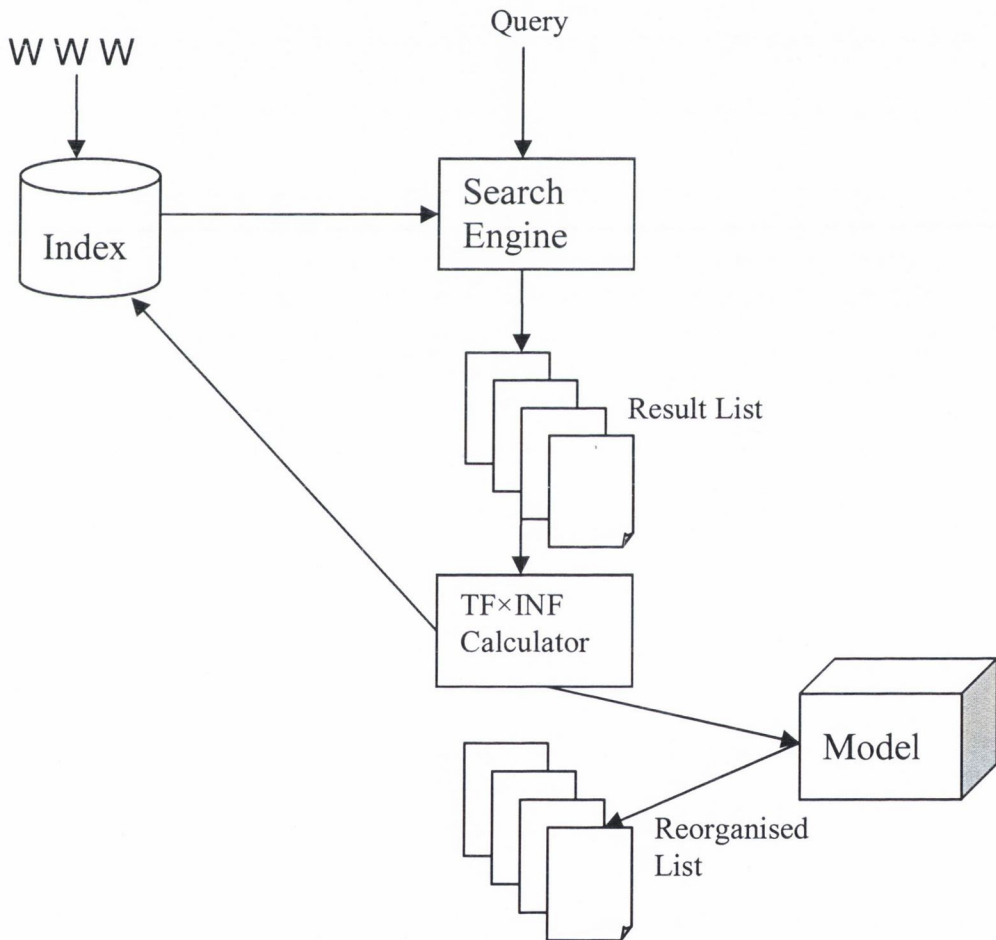 Query
W W W
Search
Engine
Index
Result List
TF×INF
Calculator
Model
Reorganised
List